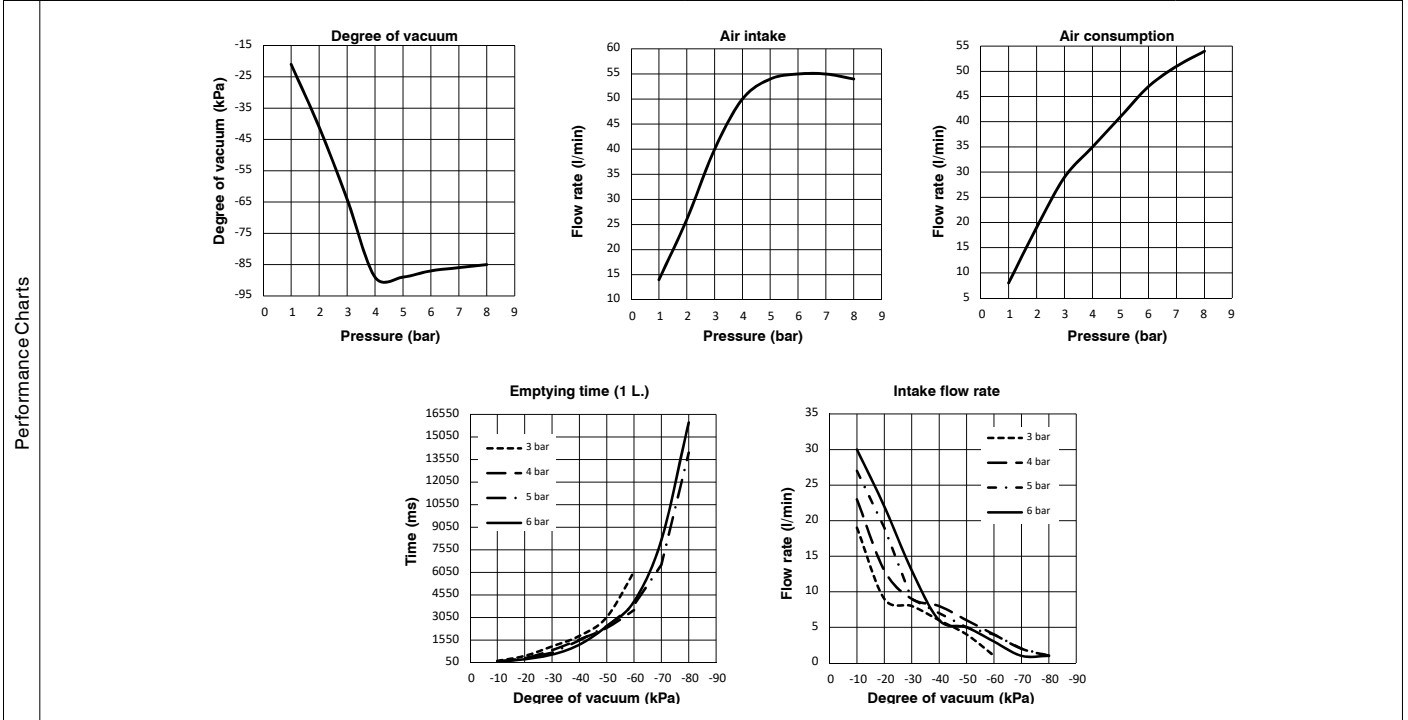 Performance Charts
Degree of vacuum
Degree of vacuum (kPa)
-15
-25
-35
-45
-55
-65
-75
-85
-95
0 1 2 3 4 5 6 7 8 9
Pressure (bar)
Air intake
Flow rate (l/min)
60
55
50
45
40
35
30
25
20
15
10
0 1 2 3 4 5 6 7 8 9
Pressure (bar)
Air consumption
Flow rate (l/min)
55
50
45
40
35
30
25
20
15
10
5
0 1 2 3 4 5 6 7 8 9
Pressure (bar)
Emptying time (1 L.)
Time (ms)
16550
15050
13550
12050
10550
9050
7550
6050
4550
3050
1550
50
3 bar
4 bar
5 bar
6 bar
0 -10 -20 -30 -40 -50 -60 -70 -80 -90
Degree of vacuum (kPa)
Intake flow rate
Flow rate (l/min)
35
30
25
20
15
10
5
0
3 bar
4 bar
5 bar
6 bar
0 -10 -20 -30 -40 -50 -60 -70 -80 -90
Degree of vacuum (kPa)